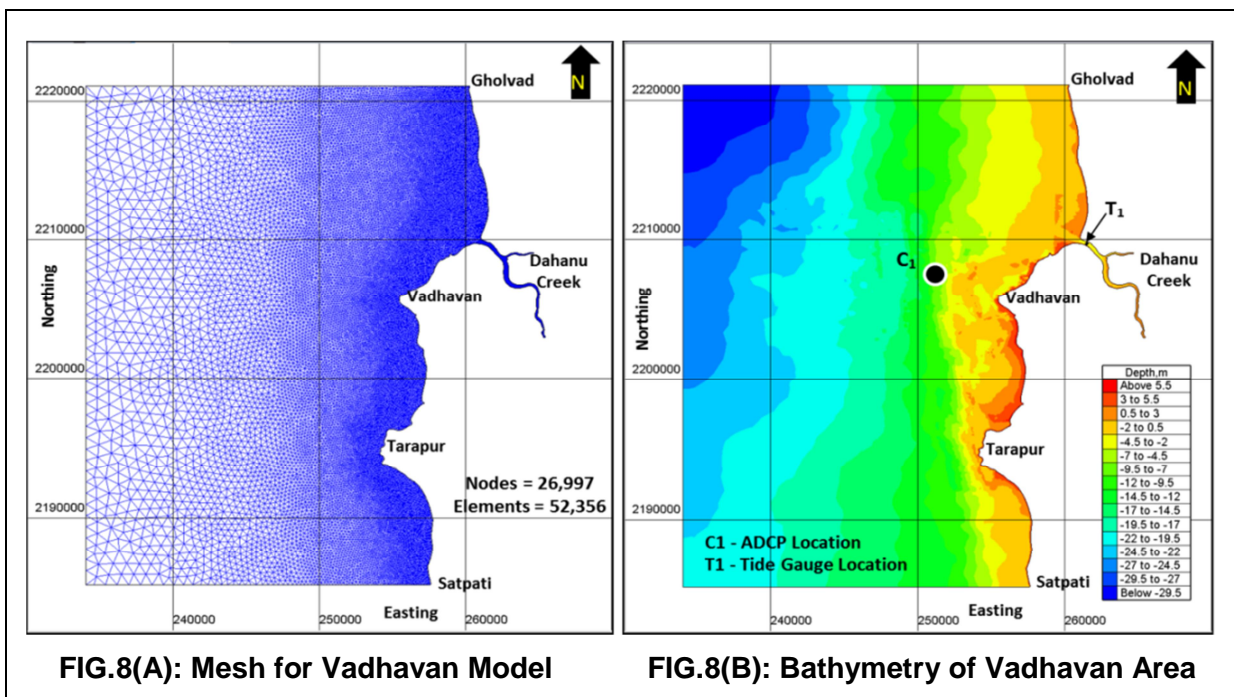 N
Gholvad
2220000
2210000
Northing
Dahanu
Creek
Vadhavan
2200000
Tarapur
Nodes = 26,997
Elements = 52,356
2190000
Satpati
Easting
240000
250000
260000
FIG.8(A): Mesh for Vadhavan Model
N
Gholvad
2220000
T1
2210000
C1
Northing
Dahanu
Creek
Vadhavan
2200000
Depth,m
Above 5.5
3 to 5.5
0.5 to 3
-2 to 0.5
-4.5 to -2
-7 to -4.5
-9.5 to -7
-12 to -9.5
-14.5 to -12
-17 to -14.5
-19.5 to -17
-22 to -19.5
-24.5 to -22
-27 to -24.5
-29.5 to -27
Below -29.5
Tarapur
2190000
C1 - ADCP Location
T1 - Tide Gauge Location
Satpati
Easting
240000
250000
260000
FIG.8(B): Bathymetry of Vadhavan Area